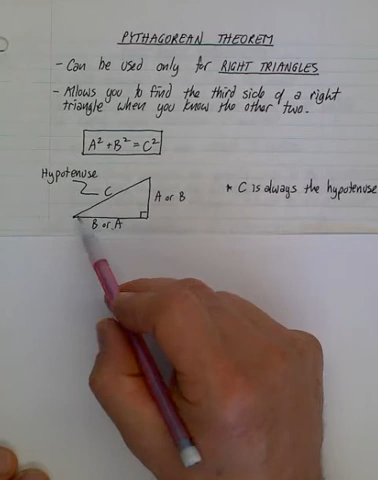 PYTHAGOREAN THEOREM
- Can be used only for RIGHT TRIANGLES
- Allows you to find the third side of a right
triangle when you know the other two.
A² + B² = C²
Hypotenuse
C
A or B
* C is always the hypotenuse
B or A